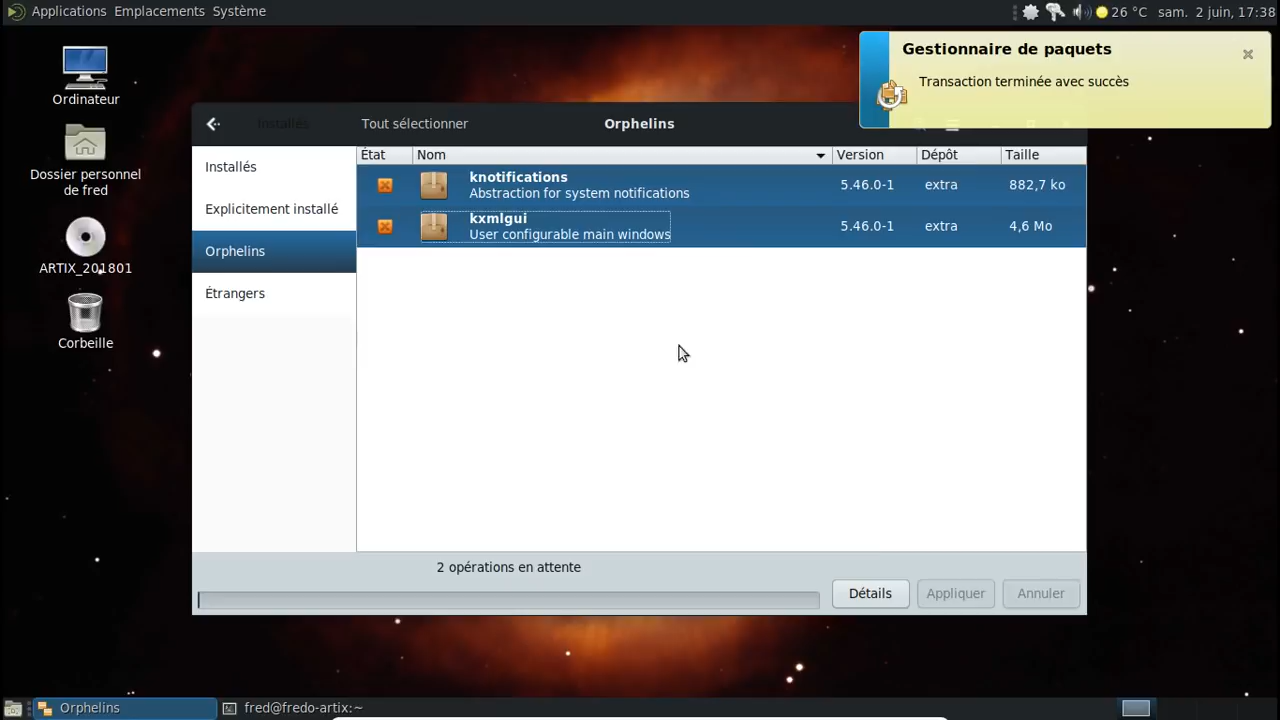 Applications Emplacements Système
26 °C sam. 2 juin, 17:38
Gestionnaire de paquets
Transaction terminée avec succès
Ordinateur
Dossier personnel
de fred
ARTIX_201801
Corbeille
Installés Tout sélectionner Orphelins
Installés
Explicitement installé
Orphelins
Étrangers
État Nom Version Dépôt Taille
knotifications
Abstraction for system notifications
5.46.0-1 extra 882,7 ko
kxmlgui
User configurable main windows
5.46.0-1 extra 4,6 Mo
2 opérations en attente
Détails Appliquer Annuler
Orphelins fred@fredo-artix:~